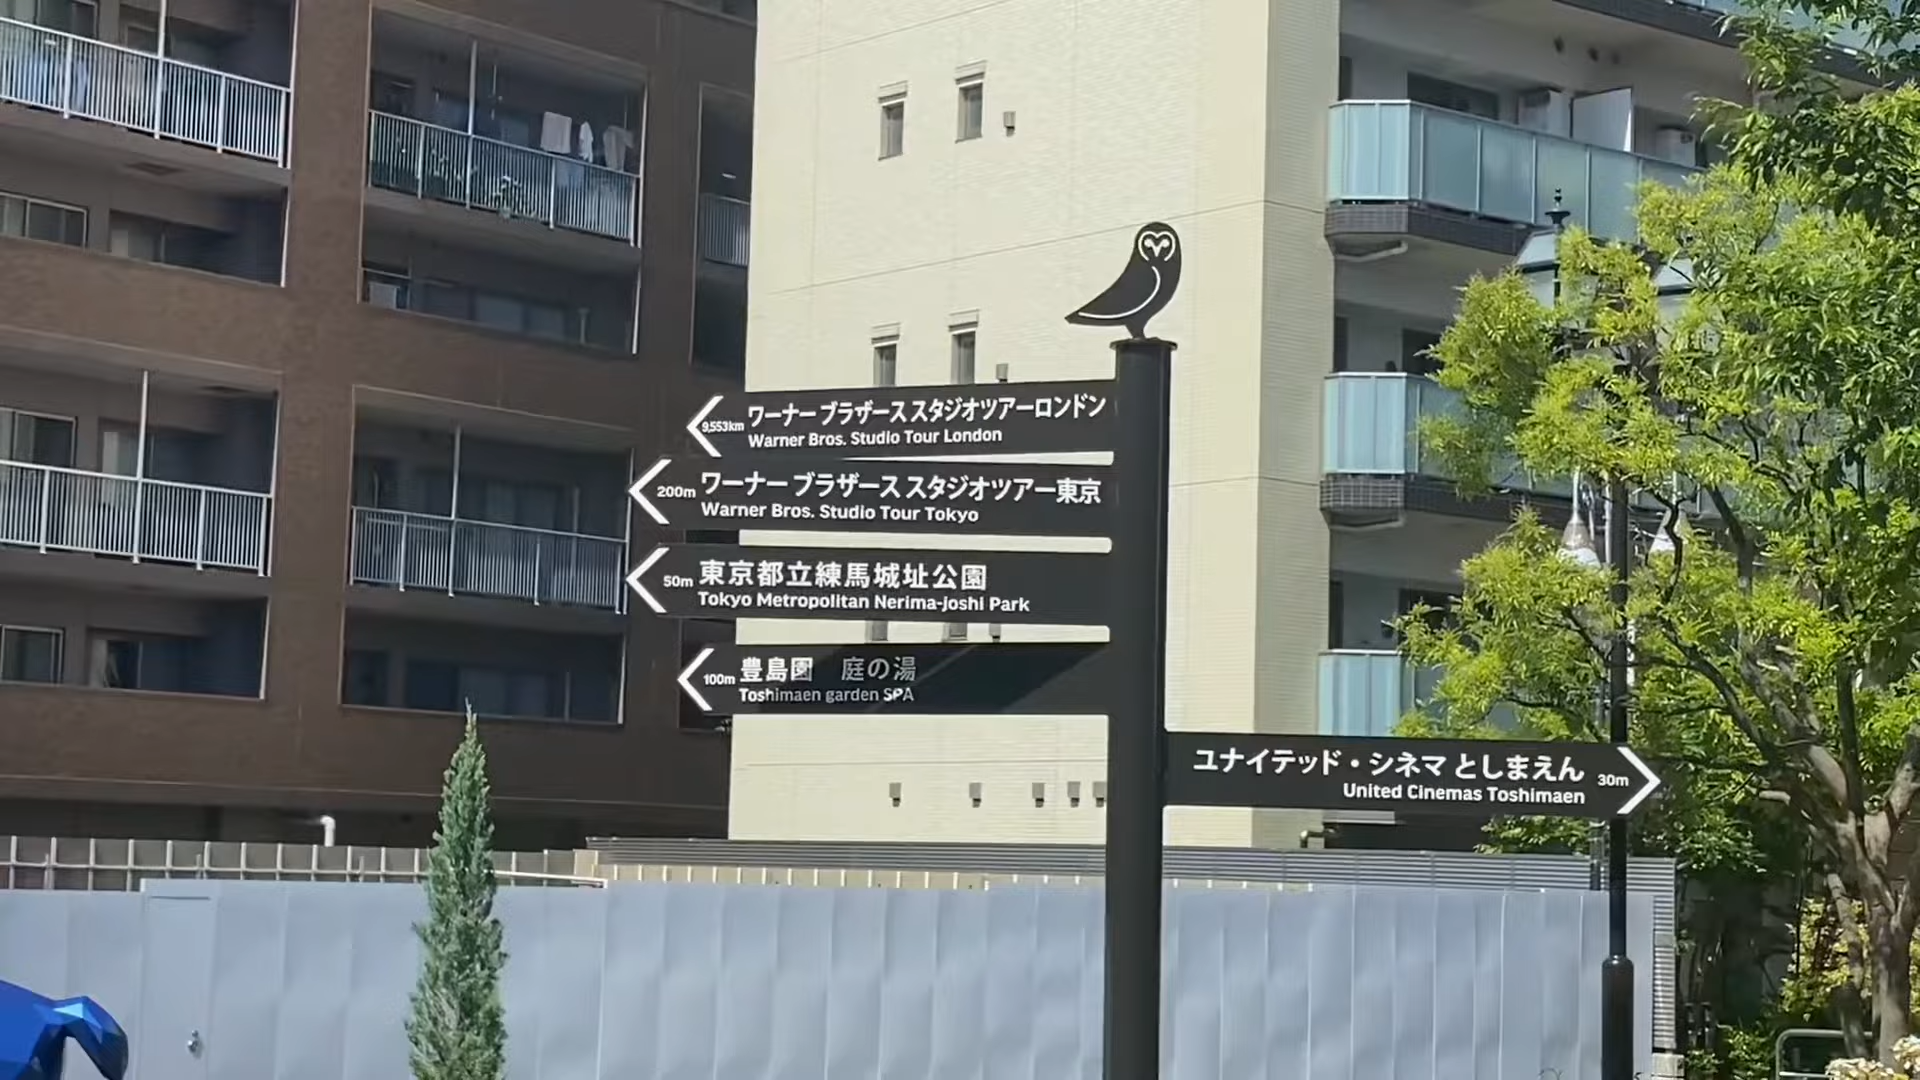 9,553km ワーナー ブラザース スタジオツアーロンドン
Warner Bros. Studio Tour London
200m ワーナー ブラザース スタジオツアー東京
Warner Bros. Studio Tour Tokyo
50m 東京都立練馬城址公園
Tokyo Metropolitan Nerima-joshi Park
100m 豊島園　庭の湯
Toshimaen garden SPA
ユナイテッド・シネマ としまえん 30m
United Cinemas Toshimaen